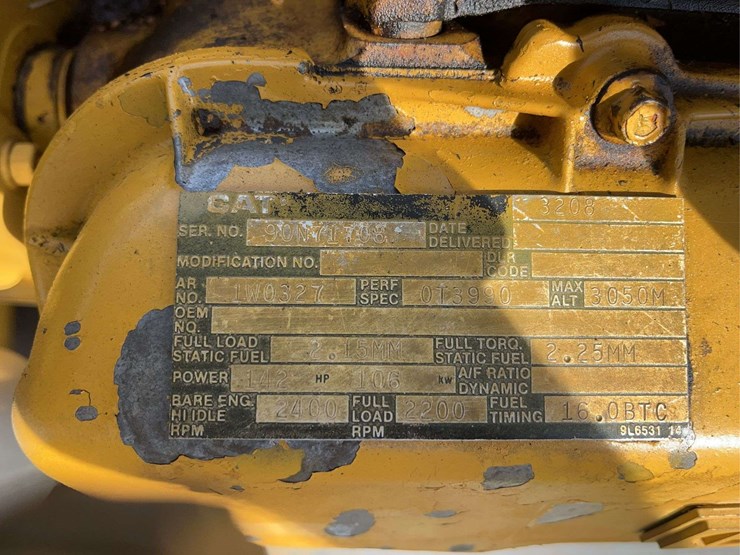 CAT 3208
SER. NO. 90N71798 DATE DELIVERED
MODIFICATION NO. DLR CODE
AR NO. 1W0327 PERF SPEC 0T3990 MAX ALT 3050M
OEM NO.
FULL LOAD STATIC FUEL 2.15MM FULL TORQ. STATIC FUEL 2.25MM
POWER 142 HP 106 kW A/F RATIO DYNAMIC
BARE ENG. HI IDLE RPM 2400 FULL LOAD RPM 2200 FUEL TIMING 16.0BTC
9L6531 14